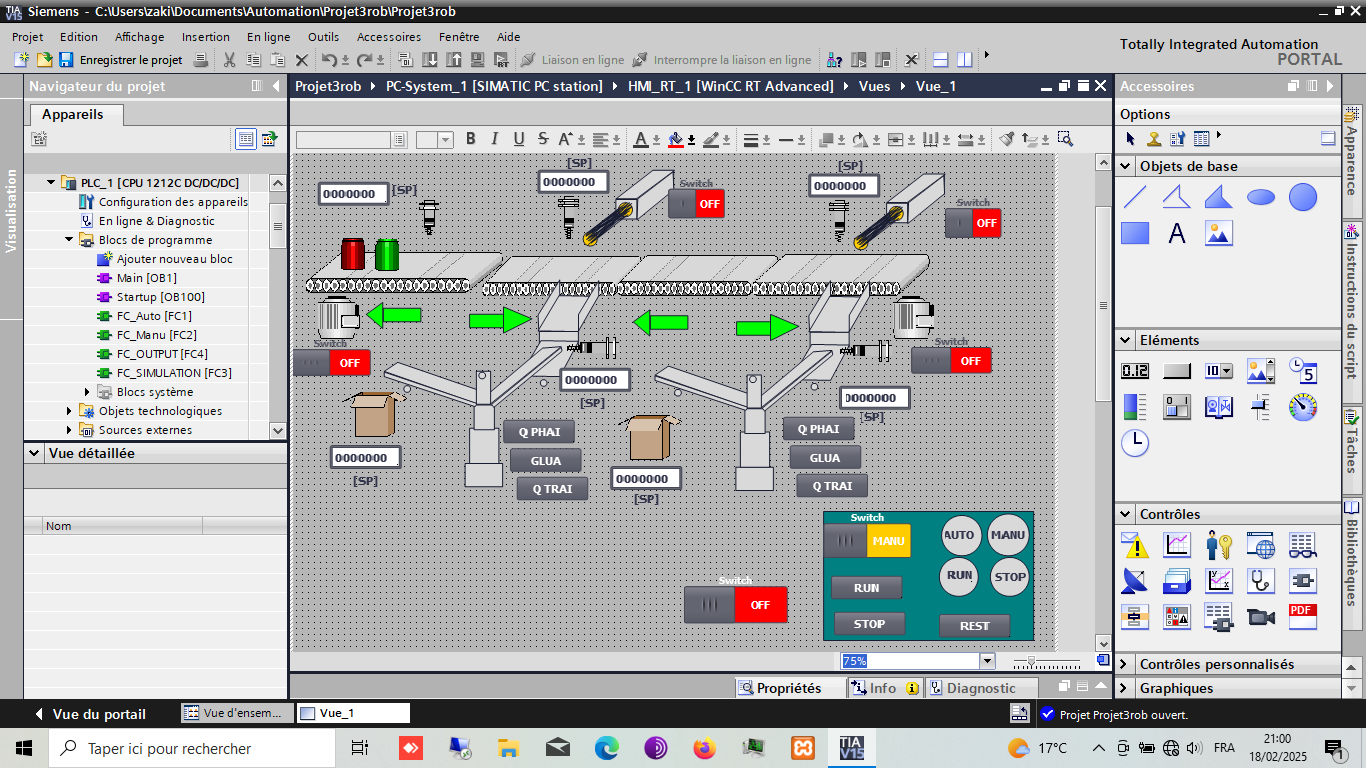 Siemens - C:\Users\zaki\Documents\Automation\Projet3rob\Projet3rob
Projet Edition Affichage Insertion En ligne Outils Accessoires Fenêtre Aide
Totally Integrated Automation
PORTAL
Enregistrer le projet Liaison en ligne Interrompre la liaison en ligne
Navigateur du projet
Projet3rob PC-System_1 [SIMATIC PC station] HMI_RT_1 [WinCC RT Advanced] Vues Vue_1
Accessoires
Appareils
Options
Visualisation
PLC_1 [CPU 1212C DC/DC/DC]
Configuration des appareils
En ligne & Diagnostic
Blocs de programme
Ajouter nouveau bloc
Main [OB1]
Startup [OB100]
FC_Auto [FC1]
FC_Manu [FC2]
FC_OUTPUT [FC4]
FC_SIMULATION [FC3]
Blocs système
Objets technologiques
Sources externes
Vue détaillée
Nom
B I U S A A
[SP] [SP]
0000000 [SP] 0000000 Switch OFF 0000000 Switch OFF
Switch Switch
OFF OFF
0000000 0000000
[SP] [SP]
Q PHAI Q PHAI
GLUA GLUA
Q TRAI Q TRAI
0000000 0000000
[SP] [SP]
Switch
MANU AUTO MANU
RUN RUN STOP
STOP REST
Switch
OFF
75%
Propriétés Info Diagnostic
Objets de base
A
Eléments
0.12 10 5
Contrôles
PDF
Contrôles personnalisés
Graphiques
Apparence
Instructions du script
Tâches
Bibliothèques
Vue du portail Vue d'ensem... Vue_1
Projet Projet3rob ouvert.
Taper ici pour rechercher
TIA
V15
17°C FRA 21:00
18/02/2025
1